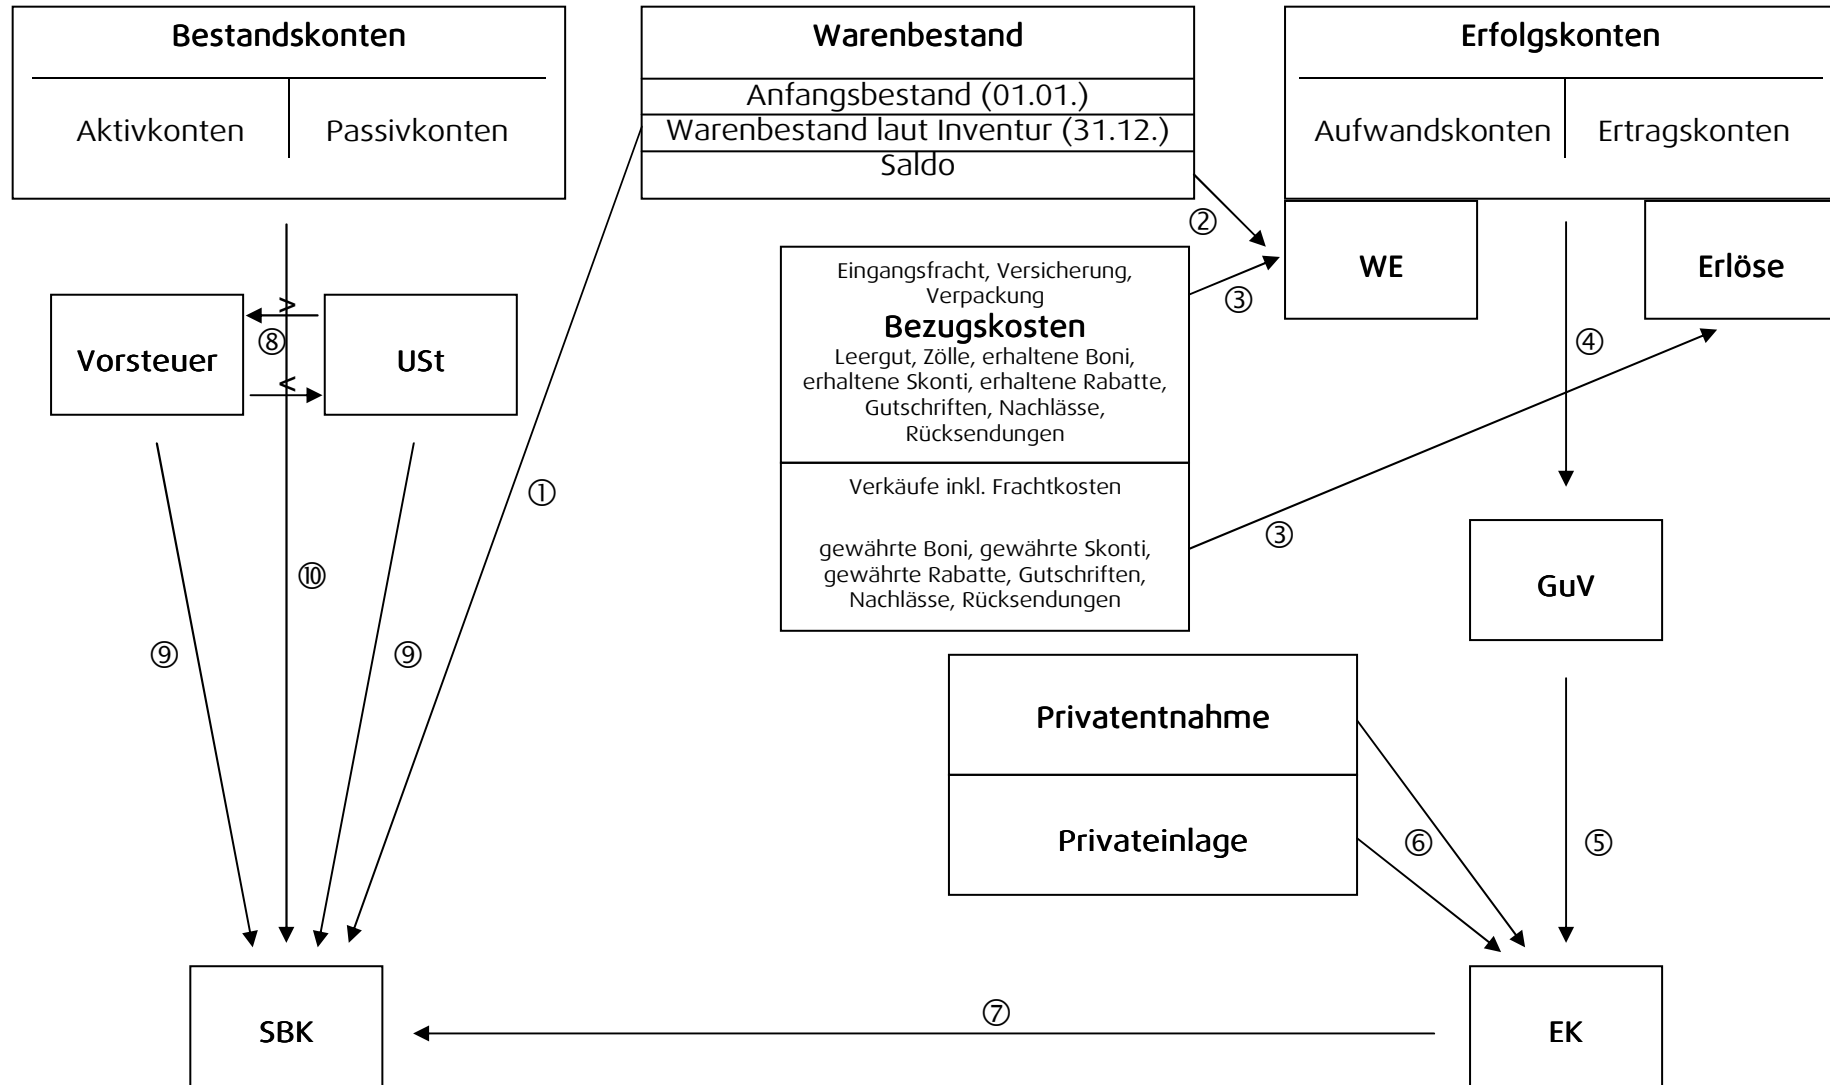 Bestandskonten
Aktivkonten
Passivkonten
Warenbestand
Anfangsbestand (01.01.)
Warenbestand laut Inventur (31.12.)
Saldo
Erfolgskonten
Aufwandskonten
Ertragskonten
②
WE
Erlöse
Eingangsfracht, Versicherung,
Verpackung
Bezugskosten
Leergut, Zölle, erhaltene Boni,
erhaltene Skonti, erhaltene Rabatte,
Gutschriften, Nachlässe,
Rücksendungen
③
>
⑧
<
Vorsteuer
USt
④
①
Verkäufe inkl. Frachtkosten
gewährte Boni, gewährte Skonti,
gewährte Rabatte, Gutschriften,
Nachlässe, Rücksendungen
③
⑩
GuV
⑨
⑨
Privatentnahme
Privateinlage
⑥
⑤
SBK
⑦
EK